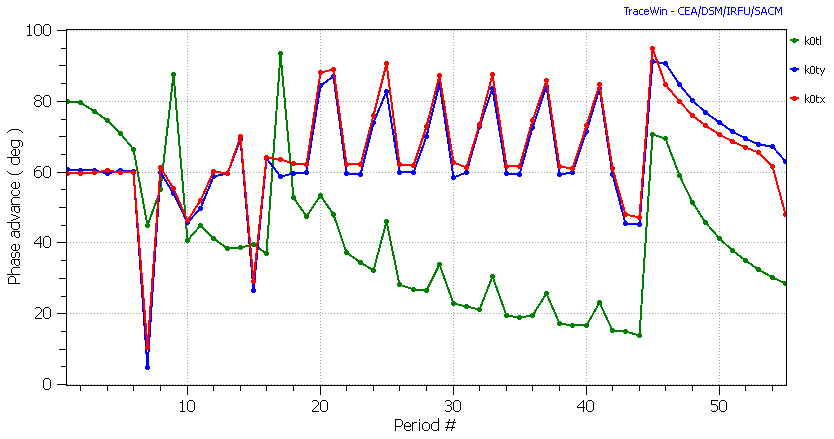 TraceWin - CEA/DSM/IRFU/SACM
k0tl
k0ty
k0tx
Phase advance ( deg )
100
80
60
40
20
0
10
20
30
40
50
Period #